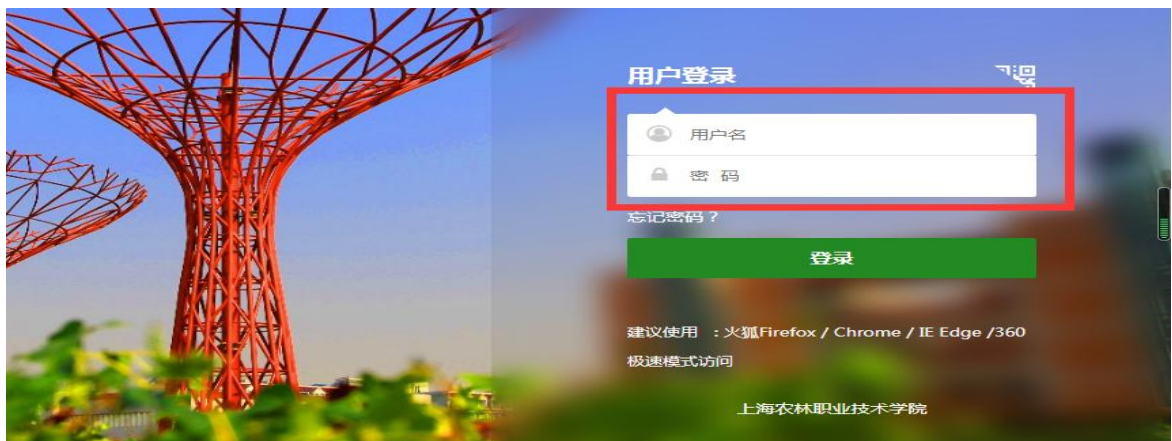 用户登录
用户名
密 码
忘记密码？
登录
建议使用 ：火狐Firefox / Chrome / IE Edge /360
极速模式访问
上海农林职业技术学院